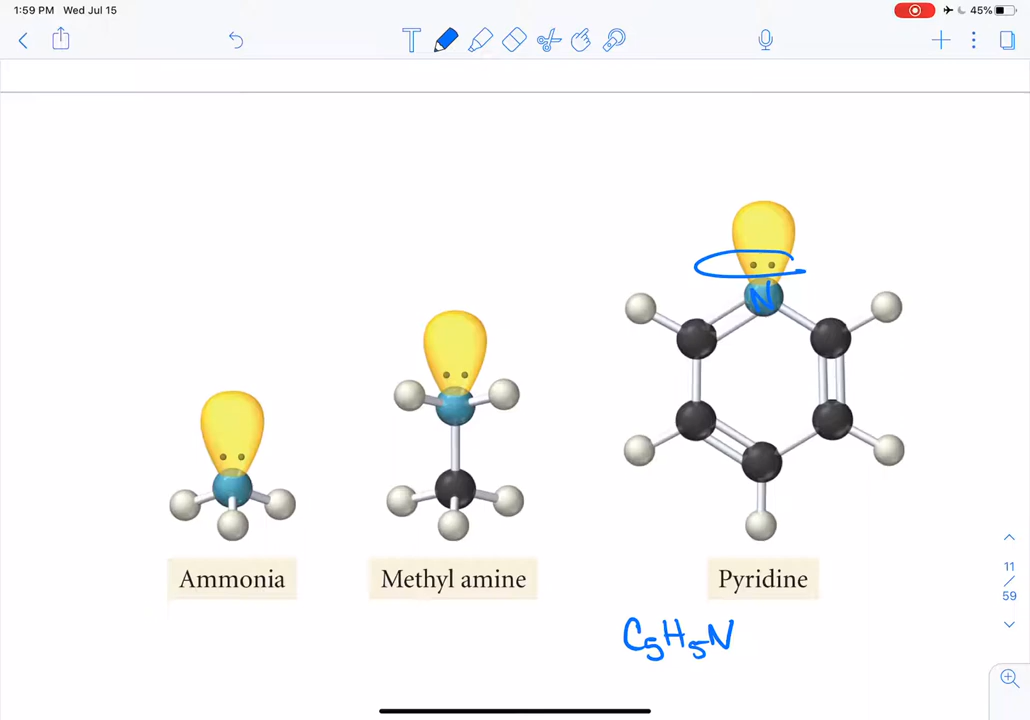 1:59 PM Wed Jul 15
45%
T
N
11
/
59
Ammonia
Methyl amine
Pyridine
C₅H₅N